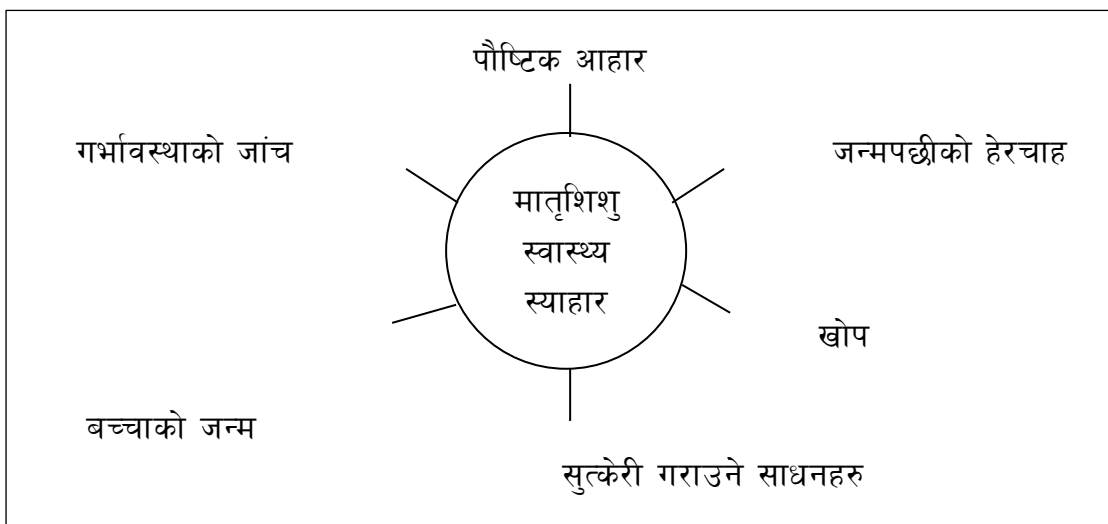 पौष्टिक आहार
गर्भावस्थाको जांच
जन्मपछीको हेरचाह
मातृशिशु
स्वास्थ्य
स्याहार
खोप
बच्चाको जन्म
सुत्केरी गराउने साधनहरु